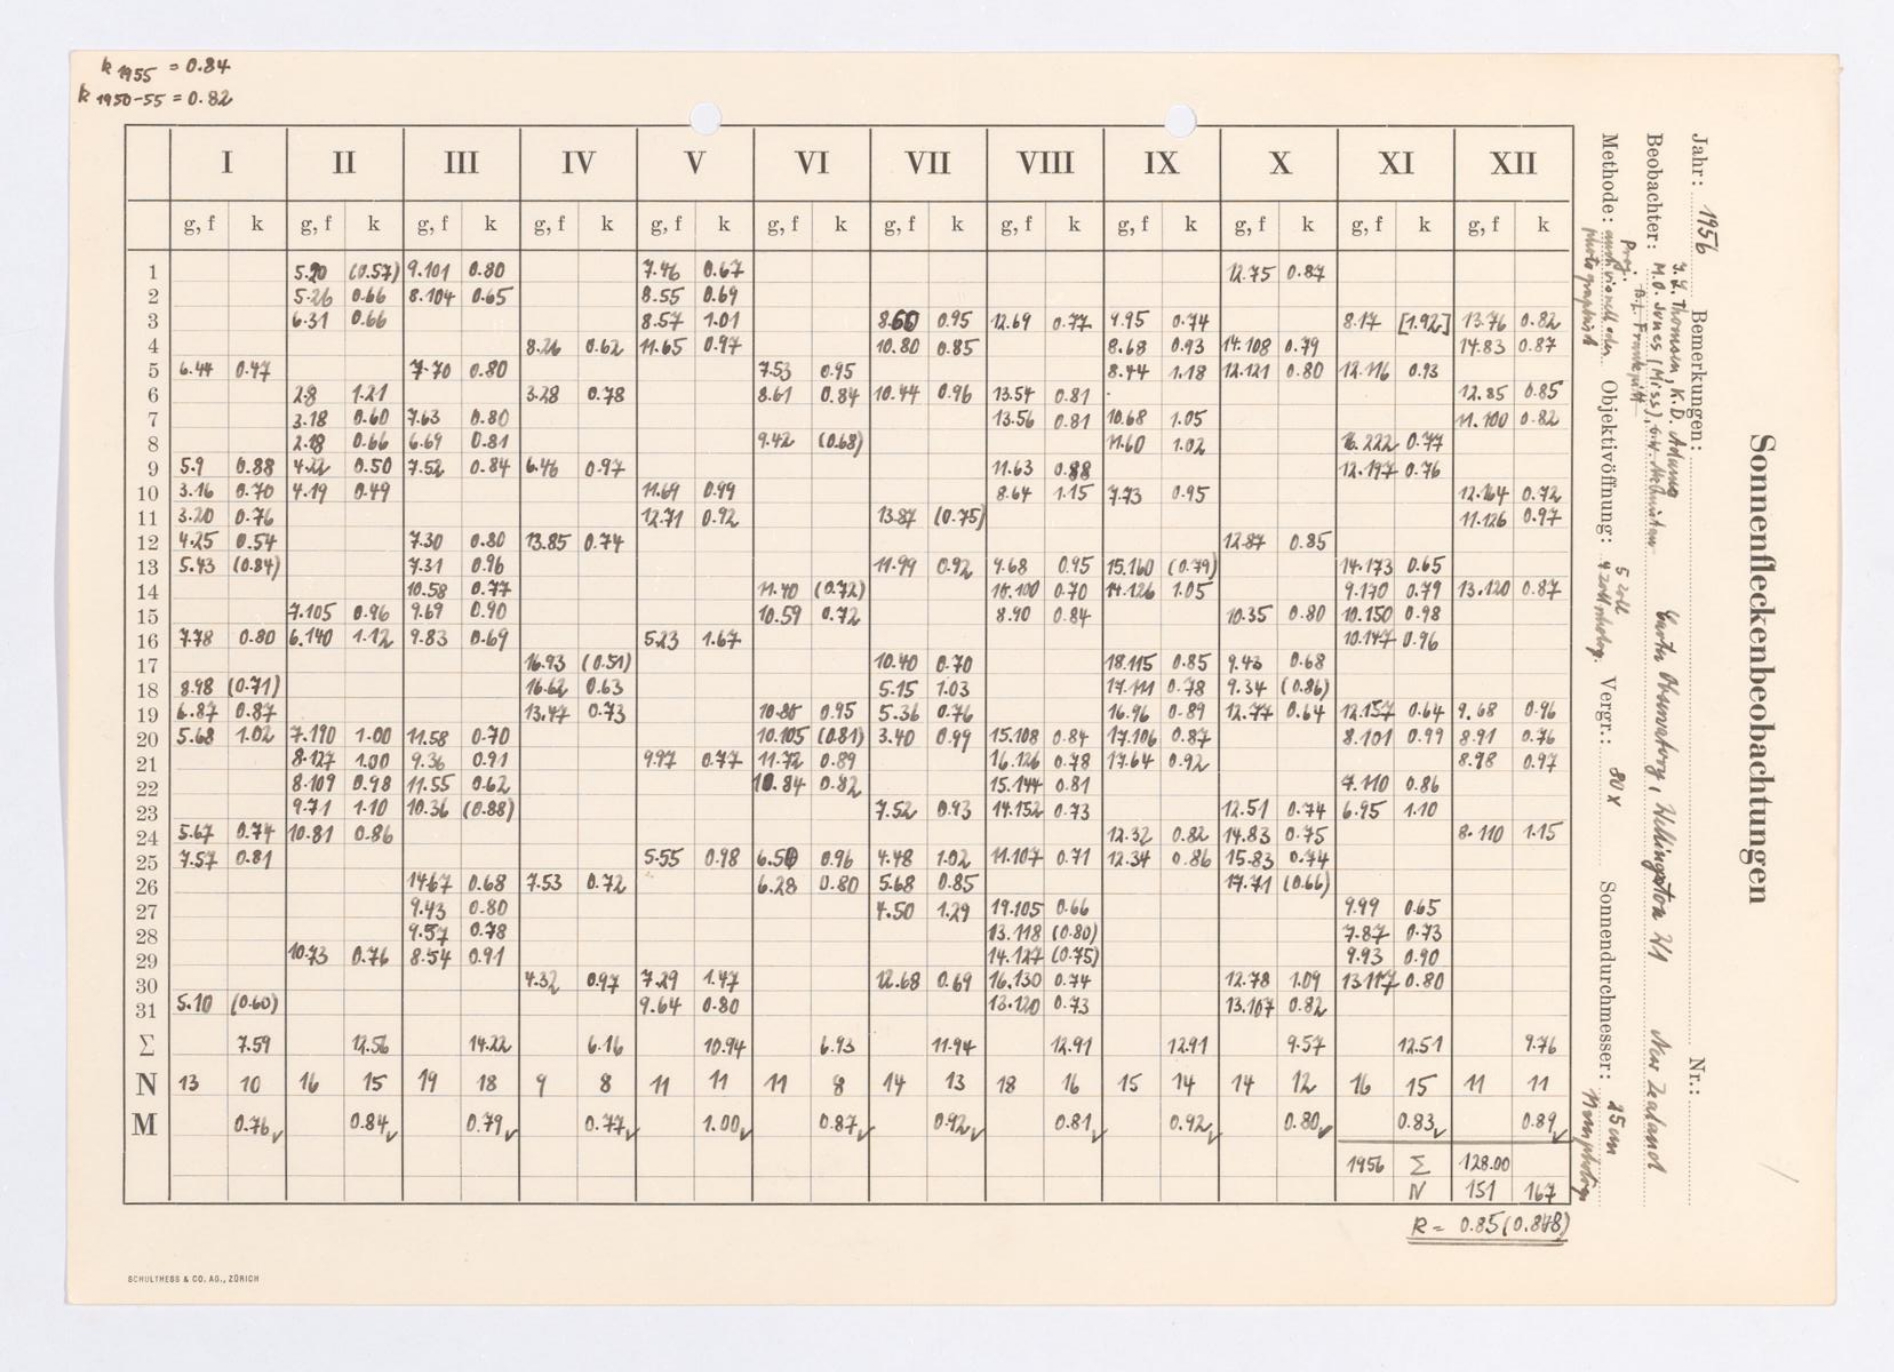 k 1955 = 0.84
k 1950-55 = 0.82
I II III IV V VI VII VIII IX X XI XII
g, f k g, f k g, f k g, f k g, f k g, f k g, f k g, f k g, f k g, f k g, f k g, f k
1 5.20 (0.57) 9.101 0.80 7.46 0.67 12.75 0.87
2 5.26 0.66 8.104 0.65 8.55 0.69
3 6.31 0.66 8.57 1.01 8.60 0.95 12.69 0.77 9.95 0.74 8.17 [1.92] 13.76 0.82
4 8.26 0.62 11.65 0.97 10.80 0.85 8.68 0.93 14.108 0.79 14.83 0.87
5 6.44 0.47 7.70 0.80 7.53 0.95 8.44 1.18 12.121 0.80 12.116 0.93
6 2.8 1.21 3.28 0.78 8.61 0.84 10.44 0.96 13.54 0.81 12.85 0.85
7 3.18 0.60 7.63 0.80 13.56 0.81 10.68 1.05 11.100 0.82
8 2.18 0.66 6.69 0.81 9.42 (0.68) 11.60 1.02 16.222 0.77
9 5.9 0.88 4.22 0.50 7.52 0.84 6.46 0.97 11.63 0.88 12.197 0.76
10 3.16 0.70 4.19 0.49 11.69 0.99 8.64 1.15 7.73 0.95 12.164 0.72
11 3.20 0.76 12.71 0.92 13.87 (0.75) 11.126 0.97
12 4.25 0.54 7.30 0.80 13.85 0.74 12.87 0.85
13 5.43 (0.84) 7.31 0.96 11.99 0.92 9.68 0.95 15.160 (0.79) 14.173 0.65
14 10.58 0.77 11.40 (0.72) 10.100 0.70 14.126 1.05 9.170 0.79 13.120 0.87
15 7.105 0.96 9.69 0.90 10.59 0.72 8.90 0.84 10.35 0.80 10.150 0.98
16 7.78 0.80 6.140 1.12 9.83 0.69 5.23 1.67 10.147 0.96
17 16.93 (0.51) 10.40 0.70 18.115 0.85 9.43 0.68
18 8.98 (0.71) 16.62 0.63 5.15 1.03 17.111 0.78 9.34 (0.86)
19 6.87 0.87 13.47 0.73 10.86 0.95 5.36 0.76 16.96 0.89 12.77 0.64 12.157 0.64 9.68 0.96
20 5.68 1.02 7.190 1.00 11.58 0.70 10.105 (0.81) 3.40 0.99 15.108 0.84 17.106 0.87 8.101 0.99 8.91 0.76
21 8.127 1.00 9.36 0.91 9.97 0.77 11.72 0.89 16.126 0.78 17.64 0.92 8.98 0.97
22 8.109 0.98 11.55 0.62 10.84 0.82 15.144 0.81 7.110 0.86
23 9.71 1.10 10.36 (0.88) 7.52 0.93 14.152 0.73 12.51 0.74 6.95 1.10
24 5.67 0.74 10.81 0.86 12.32 0.82 14.83 0.75 8.110 1.15
25 7.57 0.81 5.55 0.98 6.50 0.96 4.48 1.02 11.107 0.71 12.34 0.86 15.83 0.74
26 14.67 0.68 7.53 0.72 6.28 0.80 5.68 0.85 17.71 (0.66)
27 9.43 0.80 4.50 1.29 19.105 0.66 9.99 0.65
28 9.57 0.78 13.118 (0.80) 7.87 0.73
29 10.73 0.76 8.54 0.91 14.127 (0.75) 9.93 0.90
30 4.32 0.97 7.29 1.47 12.68 0.69 16.130 0.74 12.78 1.09 13.117 0.80
31 5.10 (0.60) 9.64 0.80 13.120 0.73 13.107 0.82
Σ 7.59 12.56 14.22 6.16 10.94 6.93 11.94 12.91 12.91 9.57 12.51 9.76
N 13 10 16 15 19 18 9 8 11 11 11 8 14 13 18 16 15 14 14 12 16 15 11 11
M 0.76✓ 0.84✓ 0.79✓ 0.77✓ 1.00✓ 0.87✓ 0.92✓ 0.81✓ 0.92✓ 0.80✓ 0.83✓ 0.89✓
1956 Σ 128.00
N 151 167
R = 0.85 (0.848)
SCHULTHESS & CO. AG., ZÜRICH
Sonnenfleckenbeobachtungen
Jahr: 1956 Bemerkungen: Nr.:
I.L. Thomsen, K.D. Adams
Beobachter: M.O. Jones (Miss), Carter Observatory, Wellington W1 New Zealand
Proj.
Methode: auch visuell oder Objektivöffnung: 5 Zoll Vergr.: 80x Sonnendurchmesser: 25cm
photographisch 4 Zoll